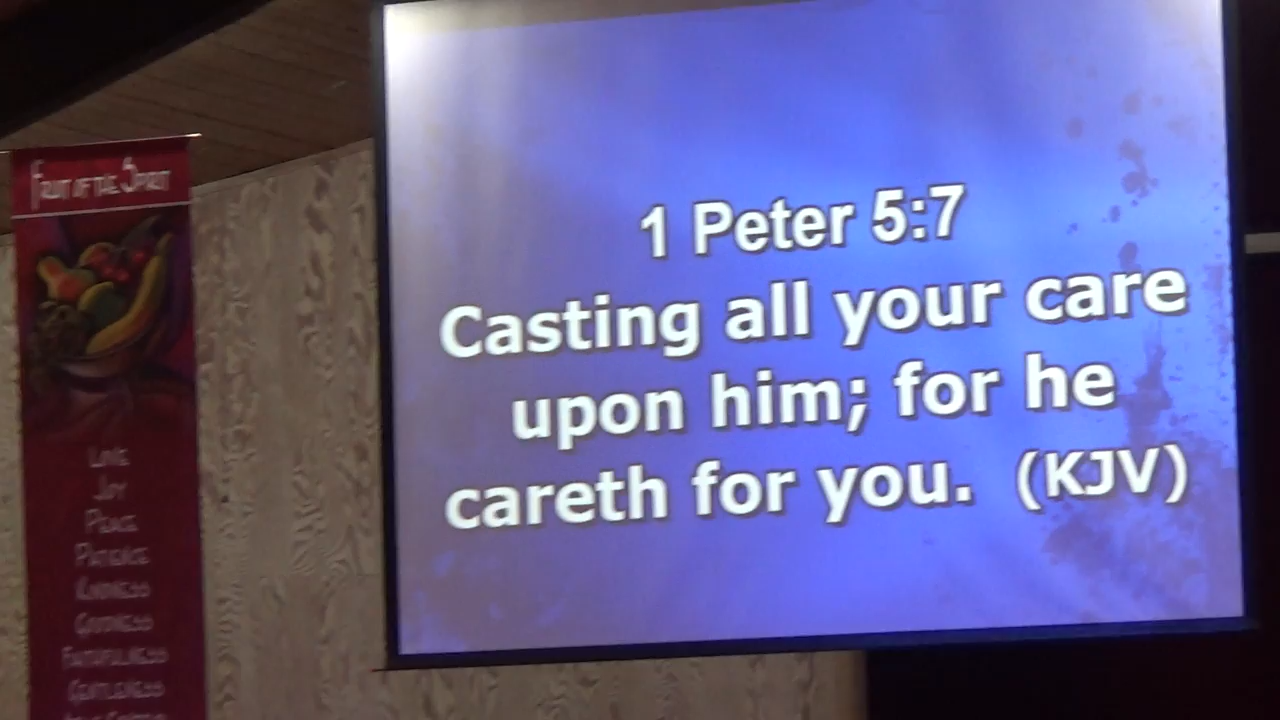 FRUIT OF THE SPIRIT
LOVE
JOY
PEACE
PATIENCE
KINDNESS
GOODNESS
FAITHFULNESS
GENTLENESS
1 Peter 5:7
Casting all your care
upon him; for he
careth for you. (KJV)